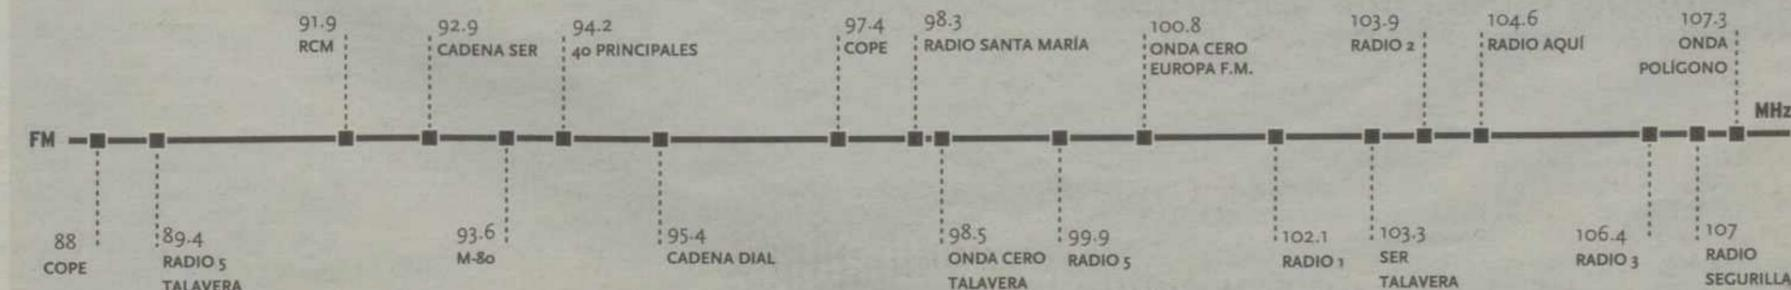 91.9
RCM
92.9
CADENA SER
94.2
40 PRINCIPALES
97.4
COPE
98.3
RADIO SANTA MARÍA
100.8
ONDA CERO
EUROPA F.M.
103.9
RADIO 2
104.6
RADIO AQUÍ
107.3
ONDA
POLÍGONO
FM
MHz
88
COPE
89.4
RADIO 5
TALAVERA
93.6
M-80
95.4
CADENA DIAL
98.5
ONDA CERO
TALAVERA
99.9
RADIO 5
102.1
RADIO 1
103.3
SER
TALAVERA
106.4
RADIO 3
107
RADIO
SEGURILLA